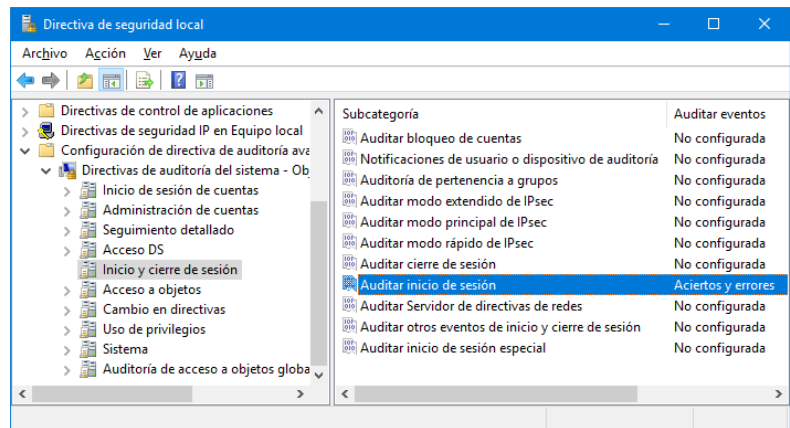 Directiva de seguridad local
Archivo Acción Ver Ayuda
Directivas de control de aplicaciones
Directivas de seguridad IP en Equipo local
Configuración de directiva de auditoría ava
Directivas de auditoría del sistema - Obj
Inicio de sesión de cuentas
Administración de cuentas
Seguimiento detallado
Acceso DS
Inicio y cierre de sesión
Acceso a objetos
Cambio en directivas
Uso de privilegios
Sistema
Auditoría de acceso a objetos globa
Subcategoría Auditar eventos
Auditar bloqueo de cuentas No configurada
Notificaciones de usuario o dispositivo de auditoría No configurada
Auditoría de pertenencia a grupos No configurada
Auditar modo extendido de IPsec No configurada
Auditar modo principal de IPsec No configurada
Auditar modo rápido de IPsec No configurada
Auditar cierre de sesión No configurada
Auditar inicio de sesión Aciertos y errores
Auditar Servidor de directivas de redes No configurada
Auditar otros eventos de inicio y cierre de sesión No configurada
Auditar inicio de sesión especial No configurada